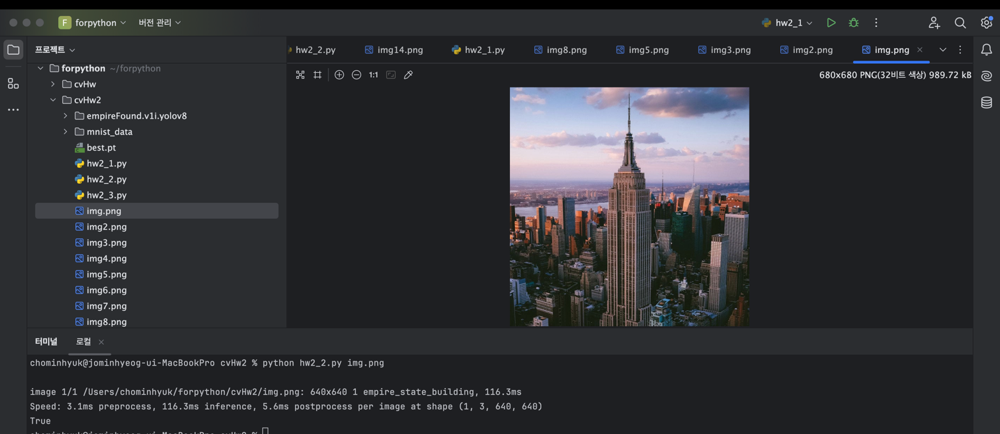 F forpython 버전 관리 hw2_1
프로젝트
hw2_2.py img14.png hw2_1.py img8.png img5.png img3.png img2.png img.png
forpython ~/forpython
1:1 680x680 PNG(32비트 색상) 989.72 kB
cvHw
cvHw2
empireFound.v1i.yolov8
mnist_data
best.pt
hw2_1.py
hw2_2.py
hw2_3.py
img.png
img2.png
img3.png
img4.png
img5.png
img6.png
img7.png
img8.png
터미널 로컬
chominhyuk@jominhyeog-ui-MacBookPro cvHw2 % python hw2_2.py img.png
image 1/1 /Users/chominhyuk/forpython/cvHw2/img.png: 640x640 1 empire_state_building, 116.3ms
Speed: 3.1ms preprocess, 116.3ms inference, 5.6ms postprocess per image at shape (1, 3, 640, 640)
True
chominhyuk@jominhyeog-ui-MacBookPro cvHw2 %